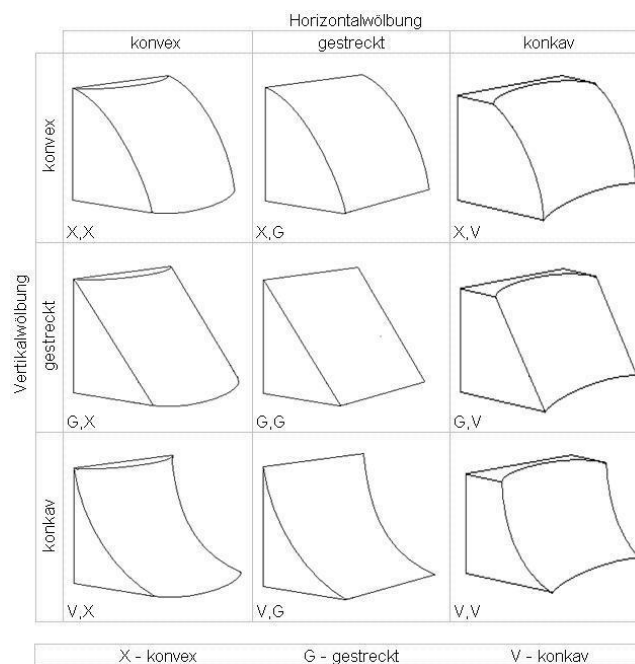 Horizontalwölbung
konvex gestreckt konkav
Vertikalwölbung
konvex
X,X X,G X,V
gestreckt
G,X G,G G,V
konkav
V,X V,G V,V
X - konvex G - gestreckt V - konkav